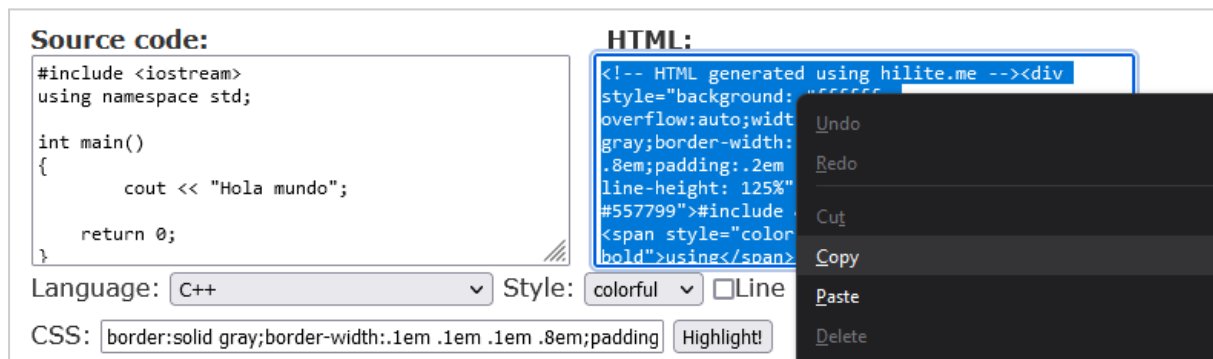 Source code:
#include <iostream>
using namespace std;
int main()
{
cout << "Hola mundo";
return 0;
}
HTML:
<!-- HTML generated using hilite.me --><div
style="background:
overflow:auto;widt
gray;border-width:
.8em;padding:.2em
line-height: 125%"
#557799">#include
<span style="color
bold">using</span>
Undo
Redo
Cut
Copy
Paste
Delete
Language: C++ Style: colorful Line
CSS: border:solid gray;border-width:.1em .1em .1em .8em;padding Highlight!